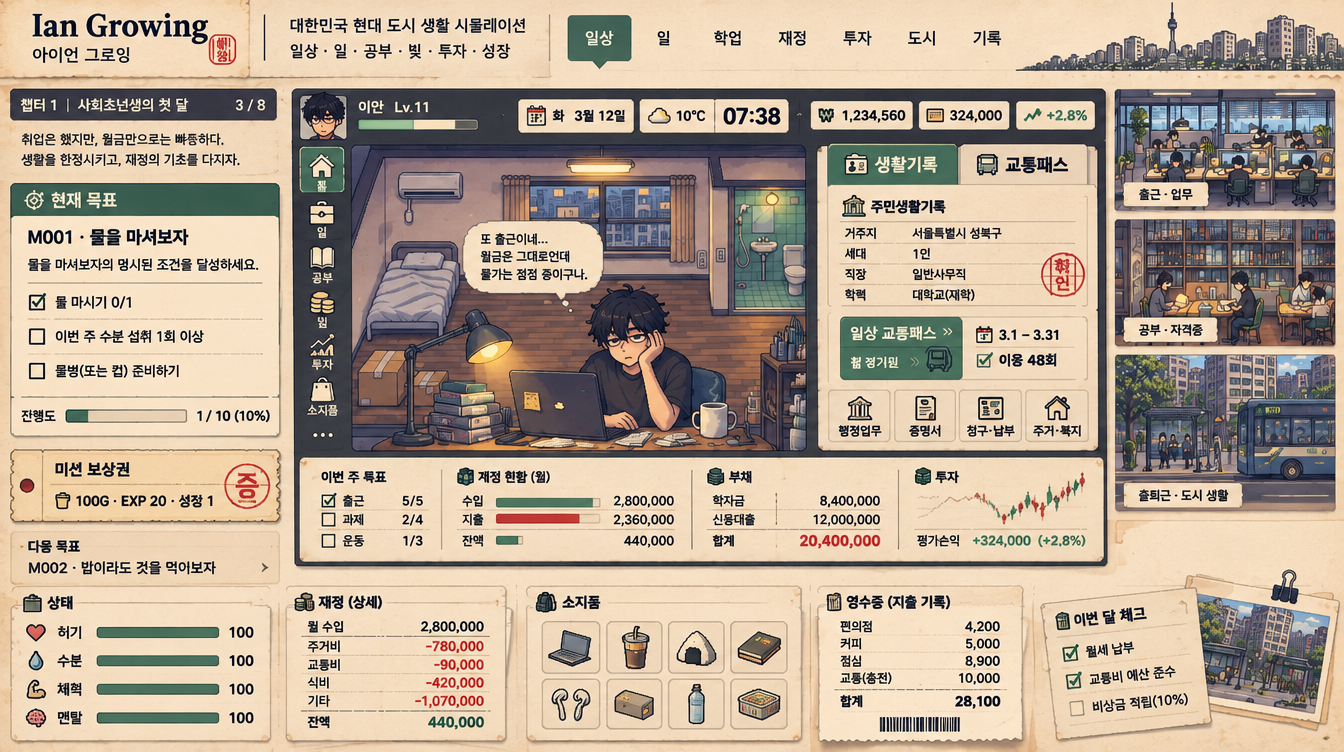 Ian Growing
아이언 그로잉
대한민국 현대 도시 생활 시뮬레이션
일상 · 일 · 공부 · 빚 · 투자 · 성장
일상
일
학업
재정
투자
도시
기록
챕터 1 | 사회초년생의 첫 달
3 / 8
취업은 했지만, 월금만으로는 빠듬하다.
생활을 한정시키고, 재정의 기초를 다지자.
현재 목표
M001 · 물을 마셔보자
물을 마셔보자의 명시된 조건을 달성하세요.
물 마시기 0/1
이번 주 수분 섭취 1회 이상
물병(또는 컵) 준비하기
잔행도
1 / 10 (10%)
미션 보상권
100G · EXP 20 · 성장 1
증
다몽 목표
M002 · 밥이라도 것을 먹어보자
이안 Lv.11
화 3월 12일
10°C
07:38
₩ 1,234,560
324,000
+2.8%
일
공부
투자
소지품
또 출근이네...
월금은 그대로언데
물가는 점점 종이구나.
생활기록
교통패스
주민생활기록
거주지 서울특별시 성북구
세대 1인
직장 일반사무직
학력 대학교(재학)
일상 교통패스 »
3.1 – 3.31
이옹 48회
행정업무
증명서
청구·납부
주거·복지
이번 주 특표
출근 5/5
과제 2/4
운동 1/3
재정 현황 (월)
수입 2,800,000
지출 2,360,000
잔액 440,000
부채
학자금 8,400,000
신용대출 12,000,000
합계 20,400,000
투자
평가손익 +324,000 (+2,8%)
출근 · 업무
공부 · 자격증
출퇴근 · 도시 생활
상태
허기 100
수분 100
체혁 100
맨탈 100
재정 (상세)
월 수입 2,800,000
주거비 -780,000
교통비 -90,000
식비 -420,000
기타 -1,070,000
잔액 440,000
소지품
영수증 (지출 기록)
편의점 4,200
커피 5,000
점심 8,900
교통(충전) 10,000
합계 28,100
이번 달 체크
월세 납부
교통비 예산 준수
비상금 적립(10%)